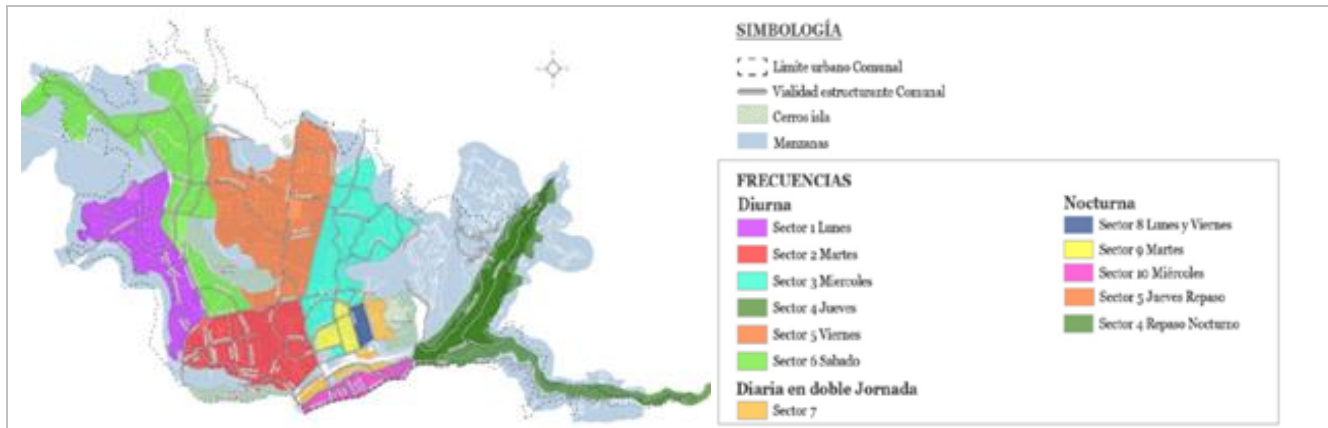 SIMBOLOGÍA
Limite urbano Comunal
Vialidad estructurante Comunal
Cerros isla
Manzanas
FRECUENCIAS
Diurna
Sector 1 Lunes
Sector 2 Martes
Sector 3 Miercoles
Sector 4 Jueves
Sector 5 Viernes
Sector 6 Sabado
Diaria en doble Jornada
Sector 7
Nocturna
Sector 8 Lunes y Viernes
Sector 9 Martes
Sector 10 Miércoles
Sector 5 Jueves Repaso
Sector 4 Repaso Nocturno